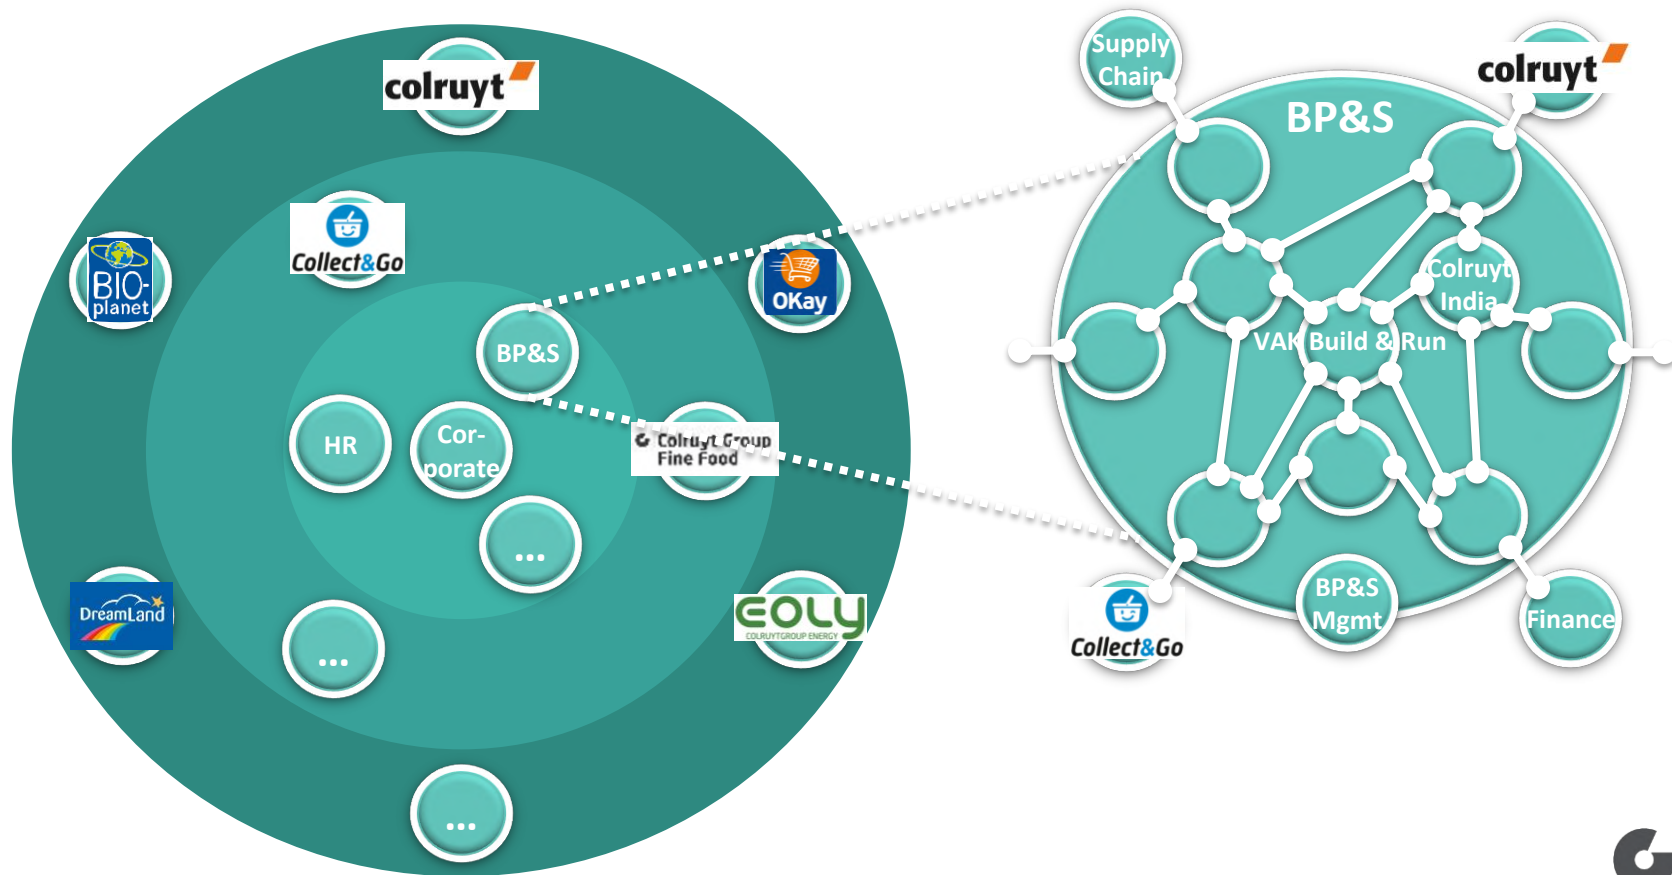 colruyt
Collect&Go
BIO-
planet
OKay
BP&S
HR
Cor-
porate
Colruyt Group
Fine Food
...
DreamLand
EOLY
COLRUYTGROUP ENERGY
...
...
Supply
Chain
colruyt
BP&S
Colruyt
India
VAK Build & Run
BP&S
Mgmt
Collect&Go
Finance